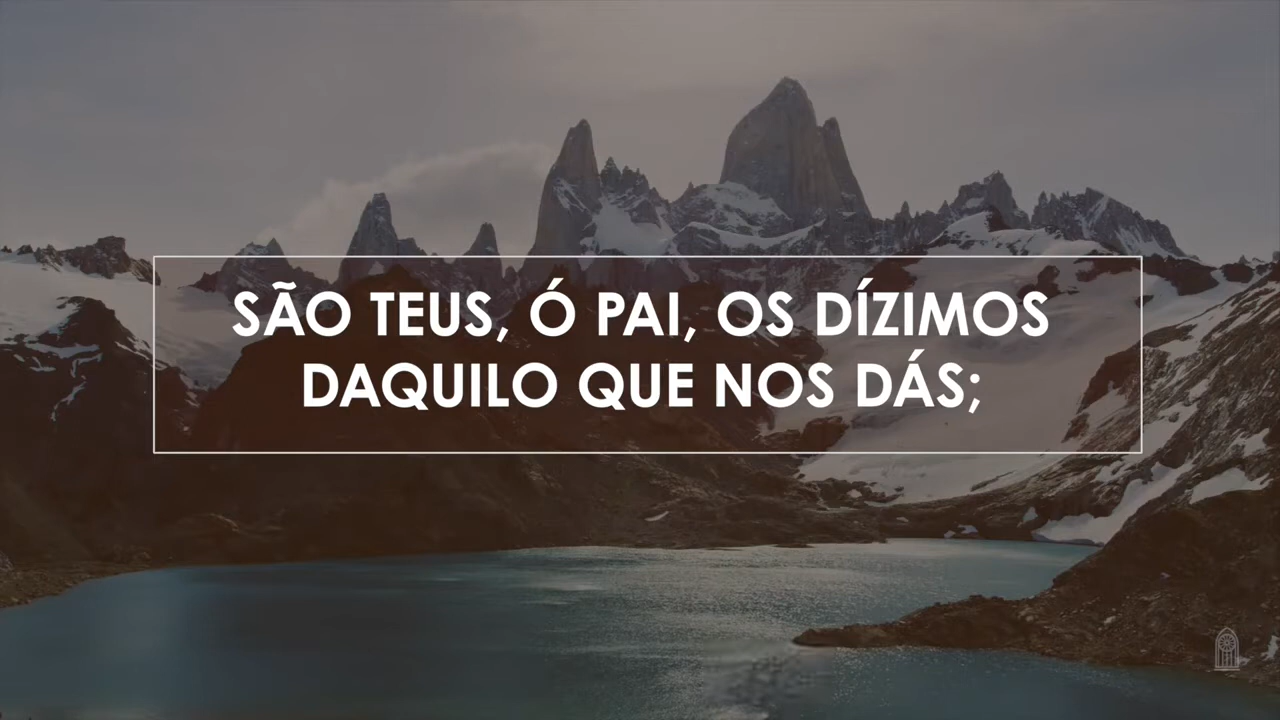 SÃO TEUS, Ó PAI, OS DÍZIMOS
DAQUILO QUE NOS DÁS;